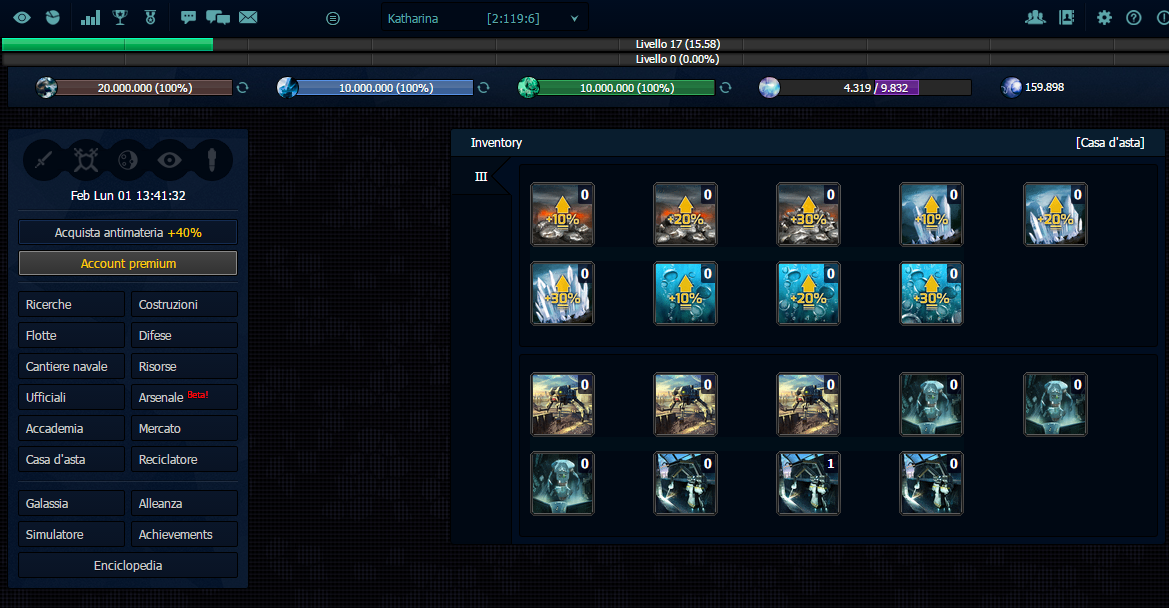 Katharina [2:119:6]
Livello 17 (15.58)
Livello 0 (0.00%)
20.000.000 (100%) 10.000.000 (100%) 10.000.000 (100%) 4.319 / 9.832 159.898
Feb Lun 01 13:41:32
Acquista antimateria +40%
Account premium
Ricerche Costruzioni
Flotte Difese
Cantiere navale Risorse
Ufficiali Arsenale Beta!
Accademia Mercato
Casa d'asta Reciclatore
Galassia Alleanza
Simulatore Achievements
Enciclopedia
Inventory [Casa d'asta]
III
0 0 0 0 0
+10% +20% +30% +10% +20%
0 0 0 0
+30% +10% +20% +30%
0 0 0 0 0
0 0 1 0